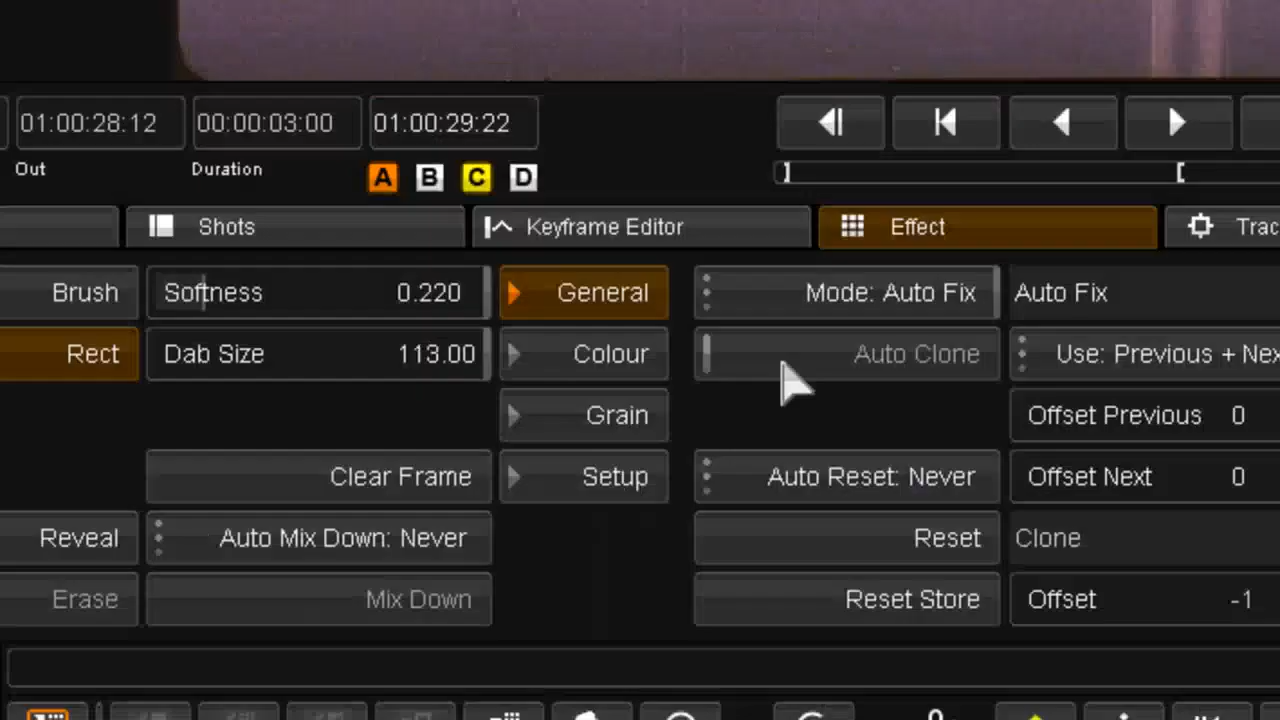 01:00:28:12 00:00:03:00 01:00:29:22
Out Duration A B C D
Shots Keyframe Editor Effect
Brush Softness 0.220 General Mode: Auto Fix Auto Fix
Rect Dab Size 113.00 Colour Auto Clone Use: Previous +
Grain Offset Previous 0
Clear Frame Setup Auto Reset: Never Offset Next 0
Reveal Auto Mix Down: Never Reset Clone
Erase Mix Down Reset Store Offset -1